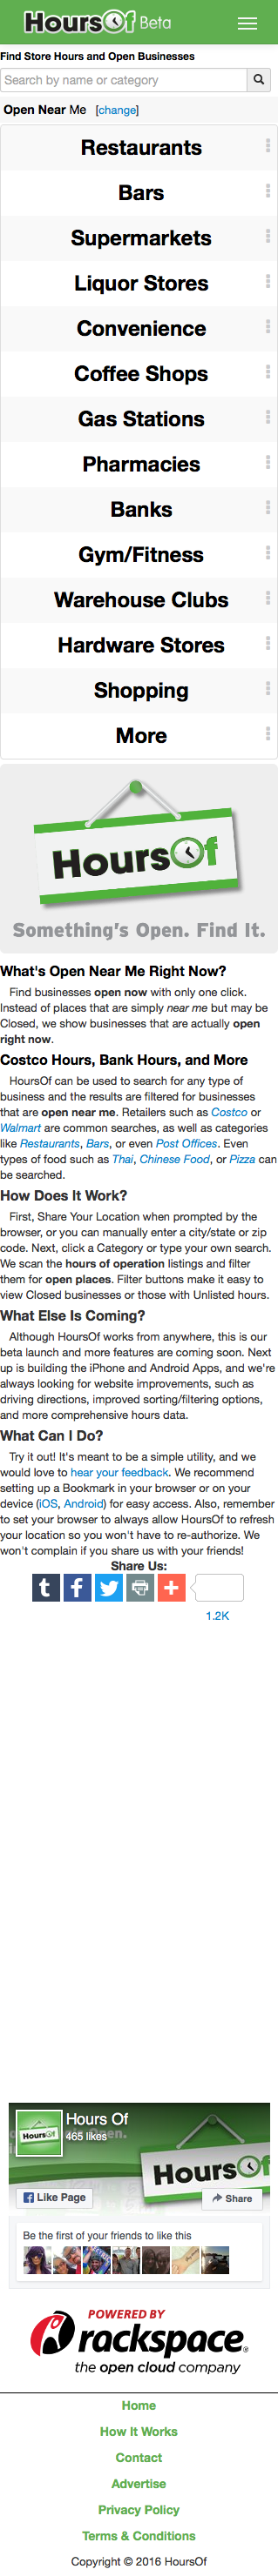 HoursOf Beta
Find Store Hours and Open Businesses
Search by name or category
Open Near Me [change]
Restaurants
Bars
Supermarkets
Liquor Stores
Convenience
Coffee Shops
Gas Stations
Pharmacies
Banks
Gym/Fitness
Warehouse Clubs
Hardware Stores
Shopping
More
HoursOf
Something's Open. Find It.
What's Open Near Me Right Now?
Find businesses open now with only one click.
Instead of places that are simply near me but may be
Closed, we show businesses that are actually open
right now.
Costco Hours, Bank Hours, and More
HoursOf can be used to search for any type of
business and the results are filtered for businesses
that are open near me. Retailers such as Costco or
Walmart are common searches, as well as categories
like Restaurants, Bars, or even Post Offices. Even
types of food such as Thai, Chinese Food, or Pizza can
be searched.
How Does It Work?
First, Share Your Location when prompted by the
browser, or you can manually enter a city/state or zip
code. Next, click a Category or type your own search.
We scan the hours of operation listings and filter
them for open places. Filter buttons make it easy to
view Closed businesses or those with Unlisted hours.
What Else Is Coming?
Although HoursOf works from anywhere, this is our
beta launch and more features are coming soon. Next
up is building the iPhone and Android Apps, and we're
always looking for website improvements, such as
driving directions, improved sorting/filtering options,
and more comprehensive hours data.
What Can I Do?
Try it out! It's meant to be a simple utility, and we
would love to hear your feedback. We recommend
setting up a Bookmark in your browser or on your
device (iOS, Android) for easy access. Also, remember
to set your browser to always allow HoursOf to refresh
your location so you won't have to re-authorize. We
won't complain if you share us with your friends!
Share Us:
1.2K
HoursOf
Hours Of
465 likes
HoursOf
Like Page
Share
Be the first of your friends to like this
POWERED BY
rackspace®
the open cloud company
Home
How It Works
Contact
Advertise
Privacy Policy
Terms & Conditions
Copyright © 2016 HoursOf